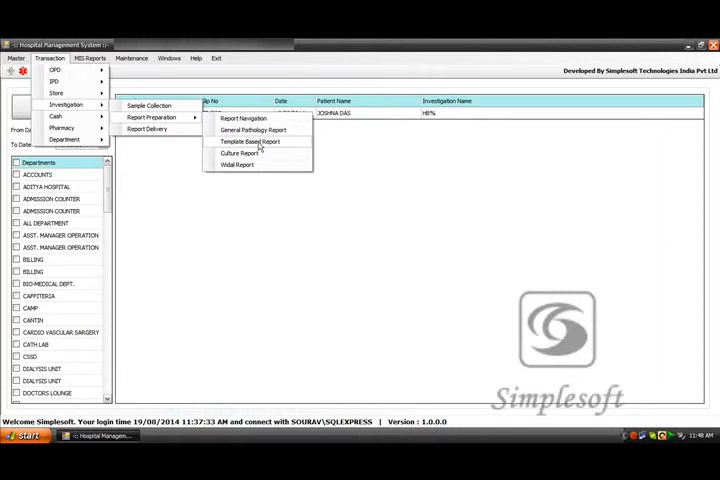 -:: Hospital Management System ::-
Master Transaction MIS Reports Maintenance Windows Help Exit
Developed By Simplesoft Technologies India Pvt Ltd
OPD
IPD
Store
Investigation
Cash
Pharmacy
Department
Sample Collection
Report Preparation
Report Delivery
Report Navigation
General Pathology Report
Template Based Report
Culture Report
Widal Report
Slip No Date Patient Name Investigation Name
JOSHNA DAS HB%
From Da
To Date
Departments
ACCOUNTS
ADITYA HOSPITAL
ADMISSION COUNTER
ADMISSION COUNTER
ALL DEPARTMENT
ASST. MANAGER OPERATION
ASST. MANAGER OPERATION
BILLING
BILLING
BIO-MEDICAL DEPT.
CAFFITERIA
CAMP
CANTIN
CARDIO VASCULAR SERGERY
CATH LAB
CSSD
DIALYSIS UNIT
DIALYSIS UNIT
DOCTORS LOUNGE
Simplesoft
Welcome Simplesoft. Your login time 19/08/2014 11:37:33 AM and connect with SOURAV\SQLEXPRESS | Version : 1.0.0.0
start -:: Hospital Managem... 11:48 AM